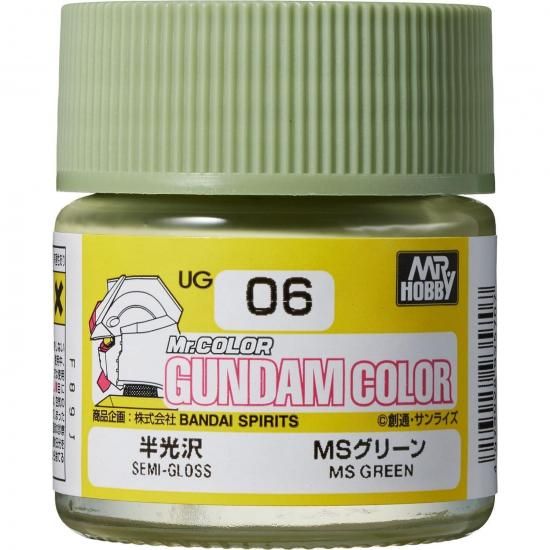 UG 06
MR.HOBBY
Mr.COLOR
GUNDAM COLOR
商品企画：株式会社 BANDAI SPIRITS
©創通・サンライズ
半光沢 MSグリーン
SEMI-GLOSS MS GREEN
F891